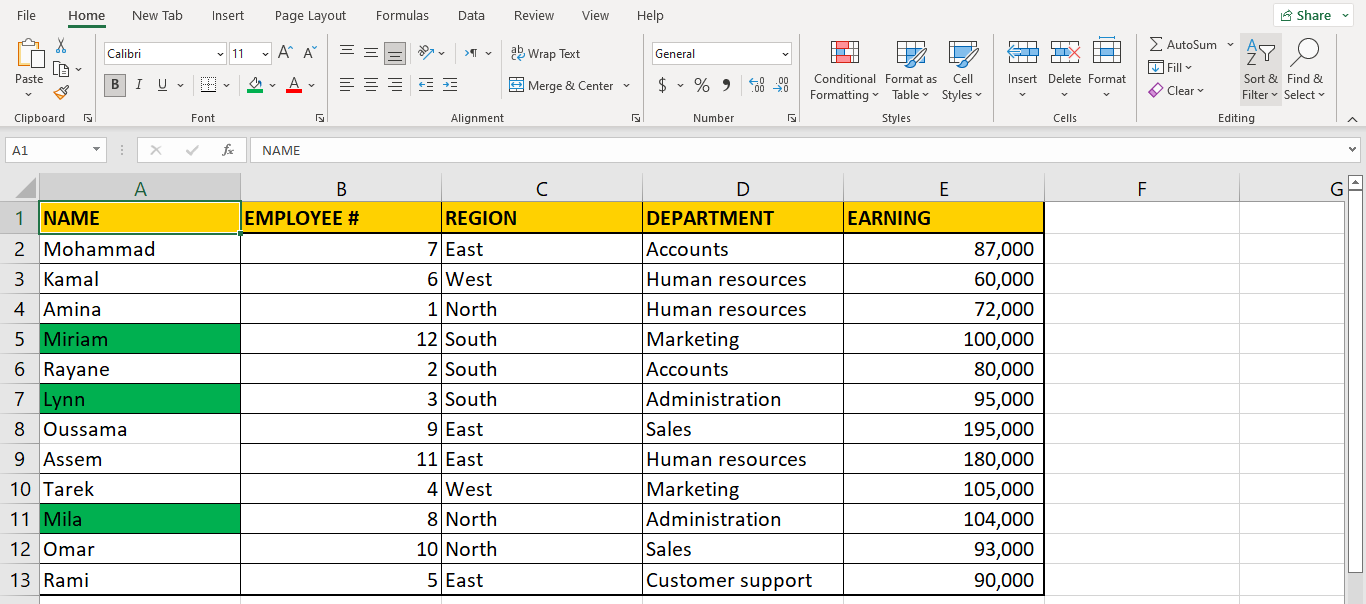 File Home New Tab Insert Page Layout Formulas Data Review View Help Share
Calibri 11 A A ab Wrap Text General AutoSum
Paste Conditional Format as Cell Insert Delete Format Fill Sort & Find &
B I U A Merge & Center $ % 9 .00 .00 Formatting Table Styles Clear Filter Select
Clipboard Font Alignment Number Styles Cells Editing
A1 fx NAME
A B C D E F G
1 NAME EMPLOYEE # REGION DEPARTMENT EARNING
2 Mohammad 7 East Accounts 87,000
3 Kamal 6 West Human resources 60,000
4 Amina 1 North Human resources 72,000
5 Miriam 12 South Marketing 100,000
6 Rayane 2 South Accounts 80,000
7 Lynn 3 South Administration 95,000
8 Oussama 9 East Sales 195,000
9 Assem 11 East Human resources 180,000
10 Tarek 4 West Marketing 105,000
11 Mila 8 North Administration 104,000
12 Omar 10 North Sales 93,000
13 Rami 5 East Customer support 90,000